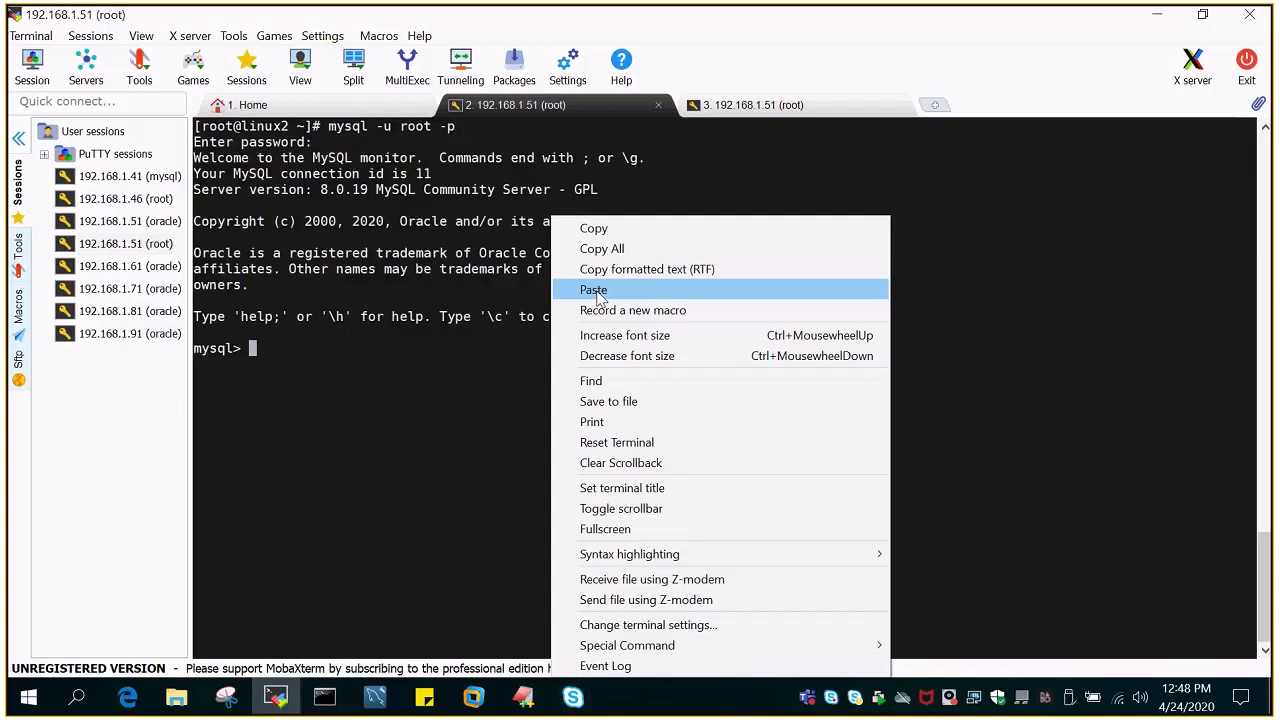 192.168.1.51 (root)
Terminal Sessions View X server Tools Games Settings Macros Help
Session Servers Tools Games Sessions View Split MultiExec Tunneling Packages Settings Help X server Exit
Quick connect... 1. Home 2. 192.168.1.51 (root) 3. 192.168.1.51 (root)
Sessions
Tools
Macros
Sftp
User sessions
PuTTY sessions
192.168.1.41 (mysql)
192.168.1.46 (root)
192.168.1.51 (oracle)
192.168.1.51 (root)
192.168.1.61 (oracle)
192.168.1.71 (oracle)
192.168.1.81 (oracle)
192.168.1.91 (oracle)
[root@linux2 ~]# mysql -u root -p
Enter password:
Welcome to the MySQL monitor.  Commands end with ; or \g.
Your MySQL connection id is 11
Server version: 8.0.19 MySQL Community Server - GPL
Copyright (c) 2000, 2020, Oracle and/or its a
Oracle is a registered trademark of Oracle Co
affiliates. Other names may be trademarks of
owners.
Type 'help;' or '\h' for help. Type '\c' to c
mysql>
Copy
Copy All
Copy formatted text (RTF)
Paste
Record a new macro
Increase font size Ctrl+MousewheelUp
Decrease font size Ctrl+MousewheelDown
Find
Save to file
Print
Reset Terminal
Clear Scrollback
Set terminal title
Toggle scrollbar
Fullscreen
Syntax highlighting
Receive file using Z-modem
Send file using Z-modem
Change terminal settings...
Special Command
Event Log
UNREGISTERED VERSION - Please support MobaXterm by subscribing to the professional edition h
12:48 PM
4/24/2020